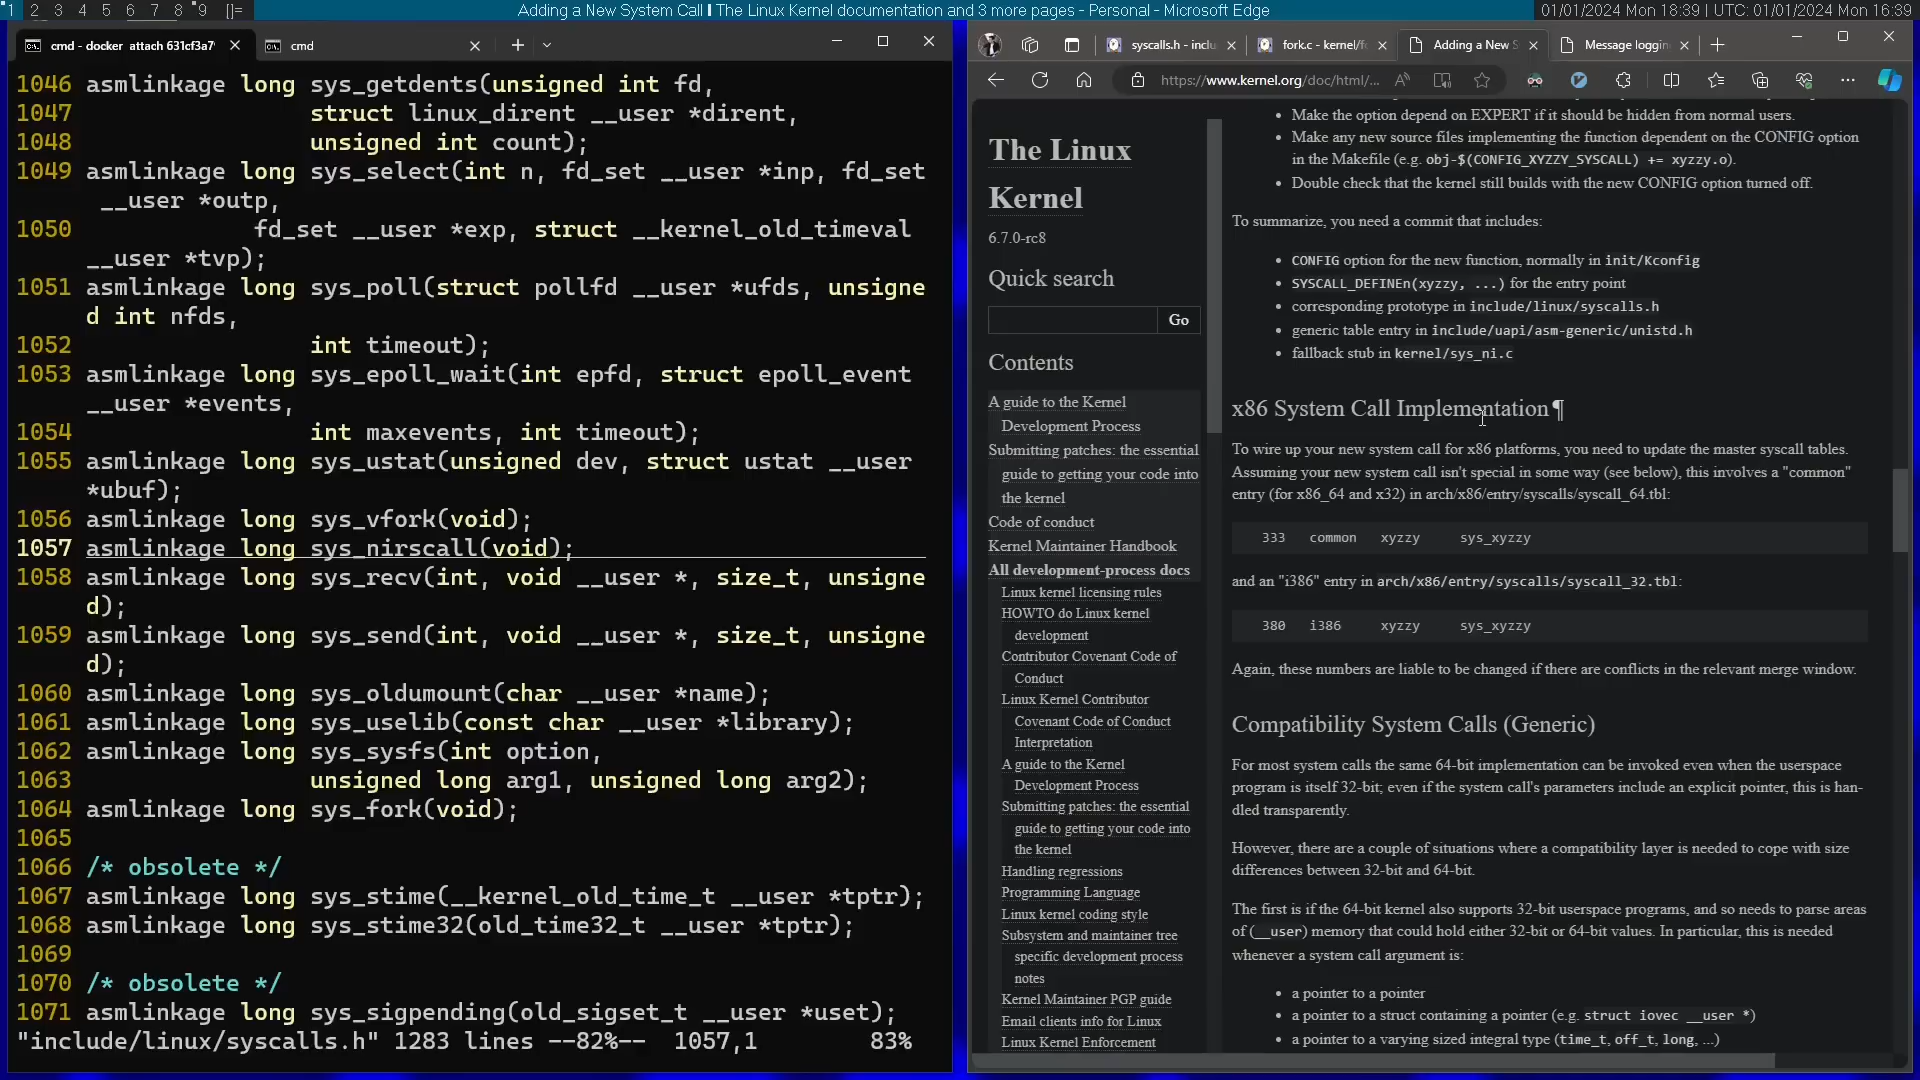 1 2 3 4 5 6 7 8 9 []= Adding a New System Call | The Linux Kernel documentation and 3 more pages - Personal - Microsoft Edge 01/01/2024 Mon 18:39 | UTC: 01/01/2024 Mon 16:39
cmd - docker attach 631cf3a7
cmd
1046 asmlinkage long sys_getdents(unsigned int fd,
1047 struct linux_dirent __user *dirent,
1048 unsigned int count);
1049 asmlinkage long sys_select(int n, fd_set __user *inp, fd_set
__user *outp,
1050 fd_set __user *exp, struct __kernel_old_timeval
__user *tvp);
1051 asmlinkage long sys_poll(struct pollfd __user *ufds, unsigne
d int nfds,
1052 int timeout);
1053 asmlinkage long sys_epoll_wait(int epfd, struct epoll_event
__user *events,
1054 int maxevents, int timeout);
1055 asmlinkage long sys_ustat(unsigned dev, struct ustat __user
*ubuf);
1056 asmlinkage long sys_vfork(void);
1057 asmlinkage long sys_nirscall(void);
1058 asmlinkage long sys_recv(int, void __user *, size_t, unsigne
d);
1059 asmlinkage long sys_send(int, void __user *, size_t, unsigne
d);
1060 asmlinkage long sys_oldumount(char __user *name);
1061 asmlinkage long sys_uselib(const char __user *library);
1062 asmlinkage long sys_sysfs(int option,
1063 unsigned long arg1, unsigned long arg2);
1064 asmlinkage long sys_fork(void);
1065
1066 /* obsolete */
1067 asmlinkage long sys_stime(__kernel_old_time_t __user *tptr);
1068 asmlinkage long sys_stime32(old_time32_t __user *tptr);
1069
1070 /* obsolete */
1071 asmlinkage long sys_sigpending(old_sigset_t __user *uset);
"include/linux/syscalls.h" 1283 lines --82%-- 1057,1 83%
syscalls.h - inclu
fork.c - kernel/fo
Adding a New S
Message loggin
https://www.kernel.org/doc/html/...
The Linux
Kernel
6.7.0-rc8
Quick search
Go
Contents
A guide to the Kernel
Development Process
Submitting patches: the essential
guide to getting your code into
the kernel
Code of conduct
Kernel Maintainer Handbook
All development-process docs
Linux kernel licensing rules
HOWTO do Linux kernel
development
Contributor Covenant Code of
Conduct
Linux Kernel Contributor
Covenant Code of Conduct
Interpretation
A guide to the Kernel
Development Process
Submitting patches: the essential
guide to getting your code into
the kernel
Handling regressions
Programming Language
Linux kernel coding style
Subsystem and maintainer tree
specific development process
notes
Kernel Maintainer PGP guide
Email clients info for Linux
Linux Kernel Enforcement
• Make the option depend on EXPERT if it should be hidden from normal users.
• Make any new source files implementing the function dependent on the CONFIG option
in the Makefile (e.g. obj-$(CONFIG_XYZZY_SYSCALL) += xyzzy.o).
• Double check that the kernel still builds with the new CONFIG option turned off.
To summarize, you need a commit that includes:
• CONFIG option for the new function, normally in init/Kconfig
• SYSCALL_DEFINEn(xyzzy, ...) for the entry point
• corresponding prototype in include/linux/syscalls.h
• generic table entry in include/uapi/asm-generic/unistd.h
• fallback stub in kernel/sys_ni.c
x86 System Call Implementation¶
To wire up your new system call for x86 platforms, you need to update the master syscall tables.
Assuming your new system call isn't special in some way (see below), this involves a "common"
entry (for x86_64 and x32) in arch/x86/entry/syscalls/syscall_64.tbl:
333 common xyzzy sys_xyzzy
and an "i386" entry in arch/x86/entry/syscalls/syscall_32.tbl:
380 i386 xyzzy sys_xyzzy
Again, these numbers are liable to be changed if there are conflicts in the relevant merge window.
Compatibility System Calls (Generic)
For most system calls the same 64-bit implementation can be invoked even when the userspace
program is itself 32-bit; even if the system call's parameters include an explicit pointer, this is han-
dled transparently.
However, there are a couple of situations where a compatibility layer is needed to cope with size
differences between 32-bit and 64-bit.
The first is if the 64-bit kernel also supports 32-bit userspace programs, and so needs to parse areas
of (__user) memory that could hold either 32-bit or 64-bit values. In particular, this is needed
whenever a system call argument is:
• a pointer to a pointer
• a pointer to a struct containing a pointer (e.g. struct iovec __user *)
• a pointer to a varying sized integral type (time_t, off_t, long, ...)